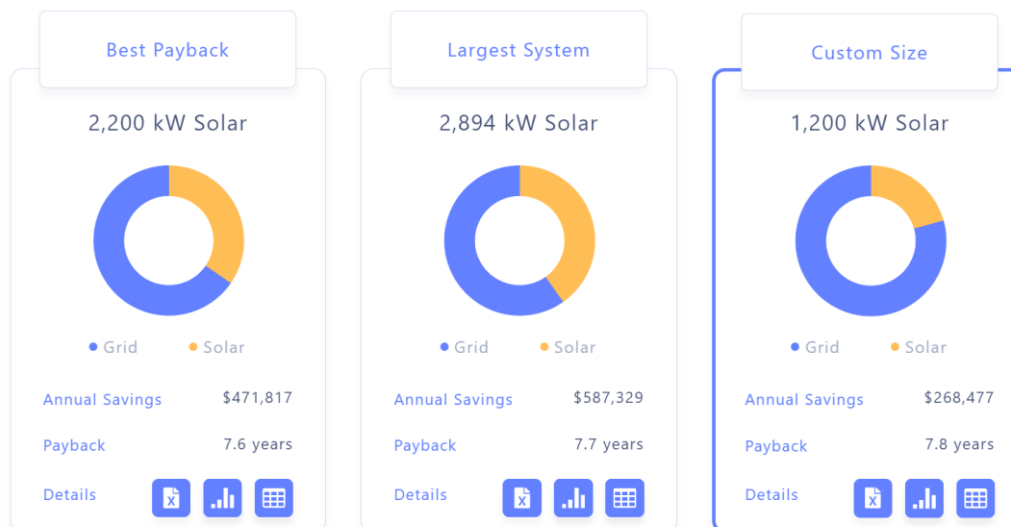 Best Payback
2,200 kW Solar
Grid
Solar
Annual Savings $471,817
Payback 7.6 years
Details
Largest System
2,894 kW Solar
Grid
Solar
Annual Savings $587,329
Payback 7.7 years
Details
Custom Size
1,200 kW Solar
Grid
Solar
Annual Savings $268,477
Payback 7.8 years
Details